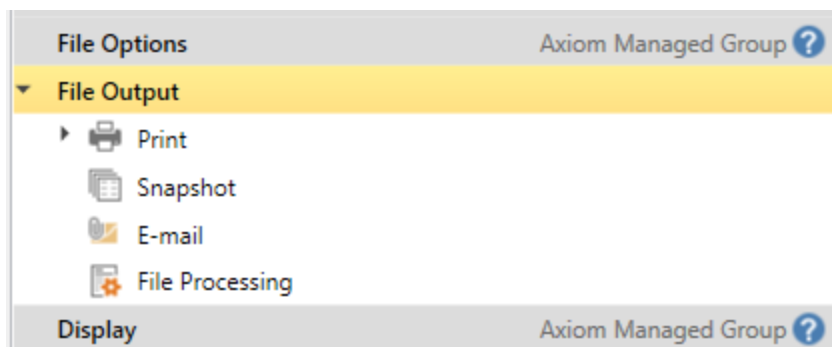 File Options Axiom Managed Group ?
File Output
Print
Snapshot
E-mail
File Processing
Display Axiom Managed Group ?